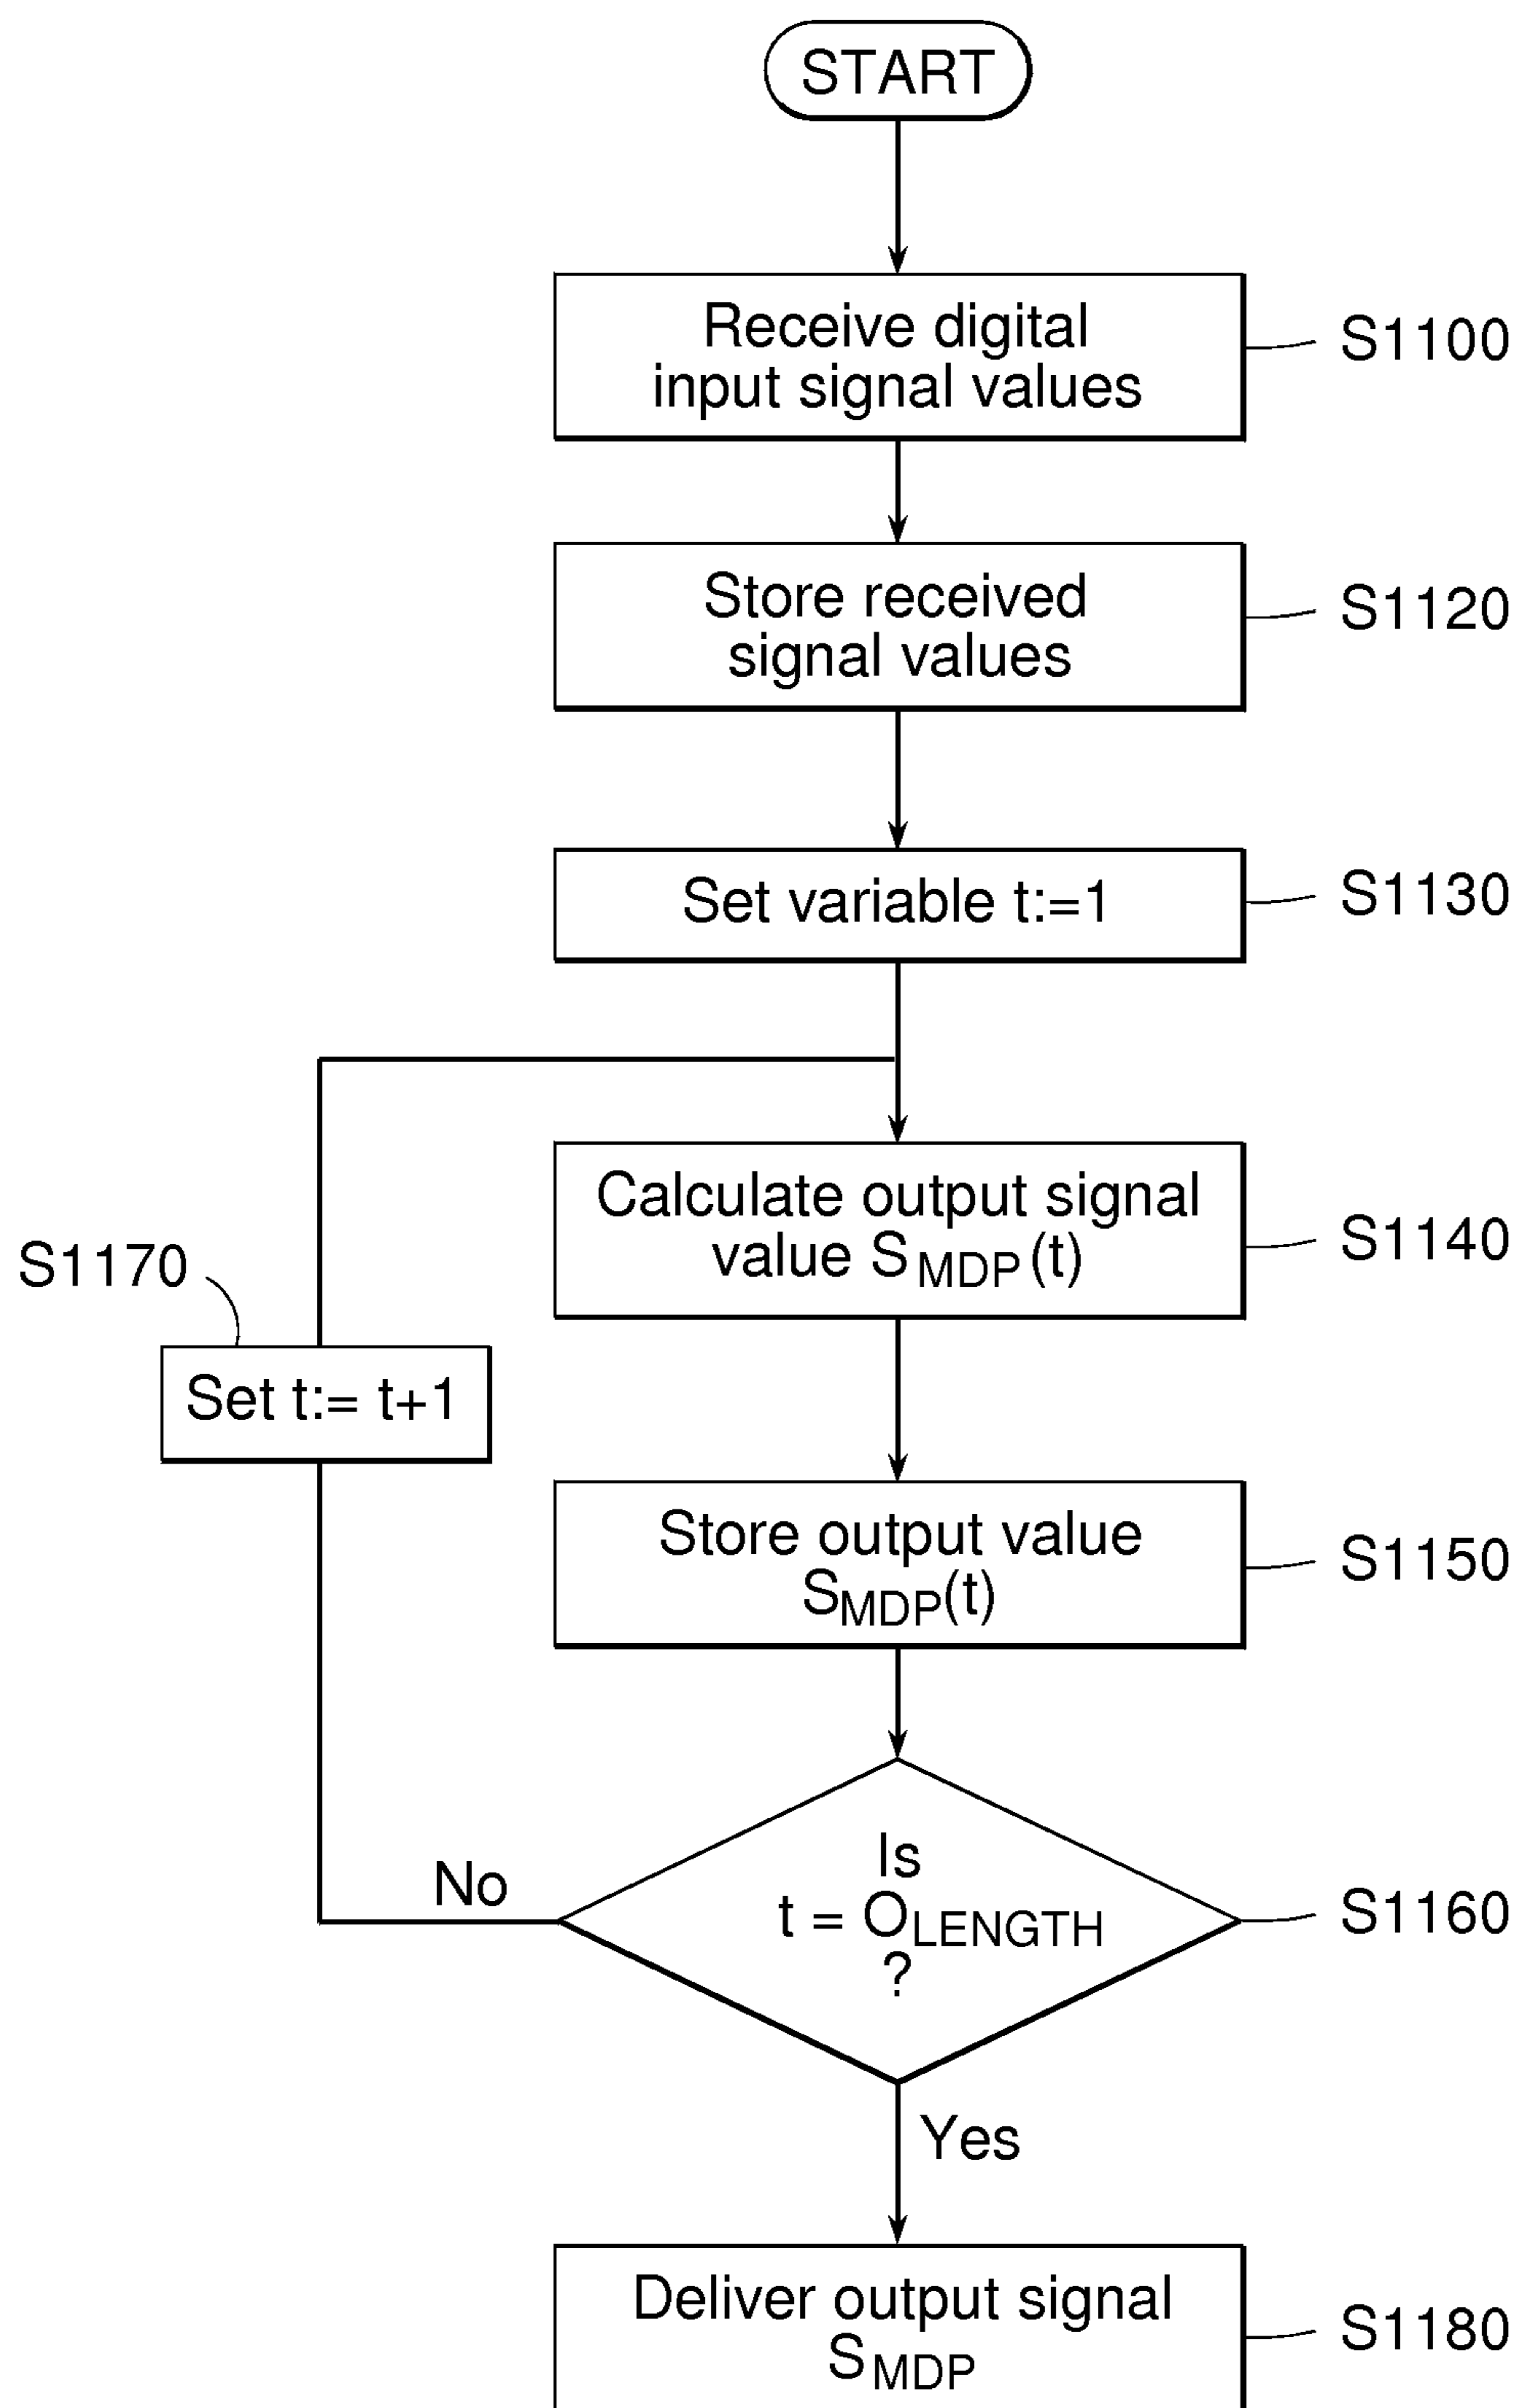 START
Receive digital
input signal values
S1100
Store received
signal values
S1120
Set variable t:=1
S1130
Calculate output signal
value S MDP (t)
S1140
S1170
Set t:= t+1
Store output value
SMDP(t)
S1150
Is
t = OLENGTH
?
S1160
No
Yes
Deliver output signal
SMDP
S1180